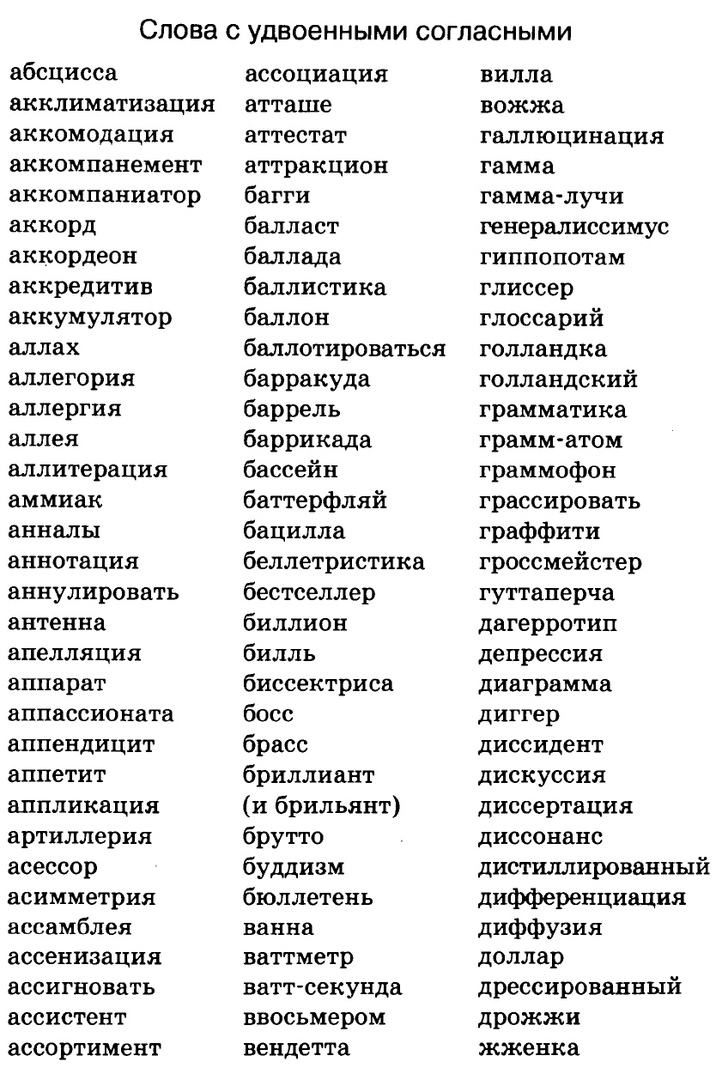 Слова с удвоенными согласными
абсцисса
акклиматизация
аккомодация
аккомпанемент
аккомпаниатор
аккорд
аккордеон
аккредитив
аккумулятор
аллах
аллегория
аллергия
аллея
аллитерация
аммиак
анналы
аннотация
аннулировать
антенна
апелляция
аппарат
аппассионата
аппендицит
аппетит
аппликация
артиллерия
асессор
асимметрия
ассамблея
ассенизация
ассигновать
ассистент
ассортимент
ассоциация
атташе
аттестат
аттракцион
багги
балласт
баллада
баллистика
баллон
баллотироваться
барракуда
баррель
баррикада
бассейн
баттерфляй
бацилла
беллетристика
бестселлер
биллион
билль
биссектриса
босс
брасс
бриллиант
(и брильянт)
брутто
буддизм
бюллетень
ванна
ваттметр
ватт-секунда
ввосьмером
вендетта
вилла
вожжа
галлюцинация
гамма
гамма-лучи
генералиссимус
гиппопотам
глиссер
глоссарий
голландка
голландский
грамматика
грамм-атом
граммофон
грассировать
граффити
гроссмейстер
гуттаперча
дагерротип
депрессия
диаграмма
диггер
диссидент
дискуссия
диссертация
диссонанс
дистиллированный
дифференциация
диффузия
доллар
дрессированный
дрожжи
жженка